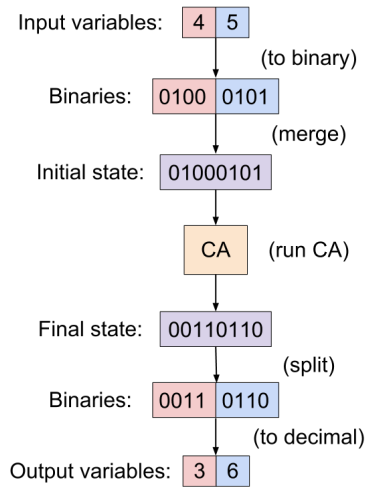 Input variables: 4 5
(to binary)
Binaries: 0100 0101
(merge)
Initial state: 01000101
CA (run CA)
Final state: 00110110
(split)
Binaries: 0011 0110
(to decimal)
Output variables: 3 6